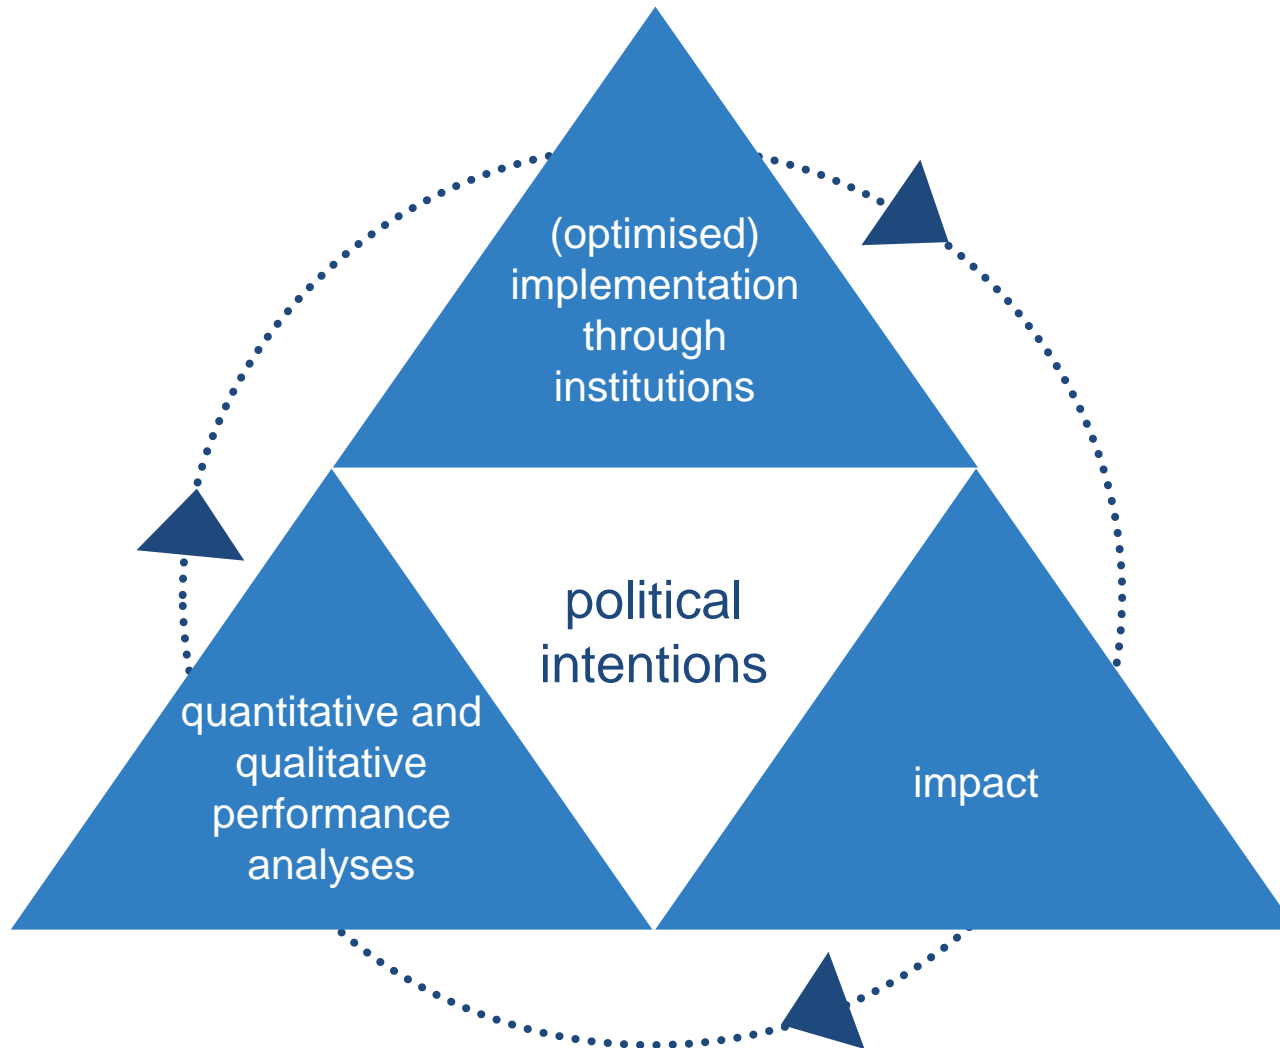 (optimised)
implementation
through
institutions
political
intentions
quantitative and
qualitative
performance
analyses
impact